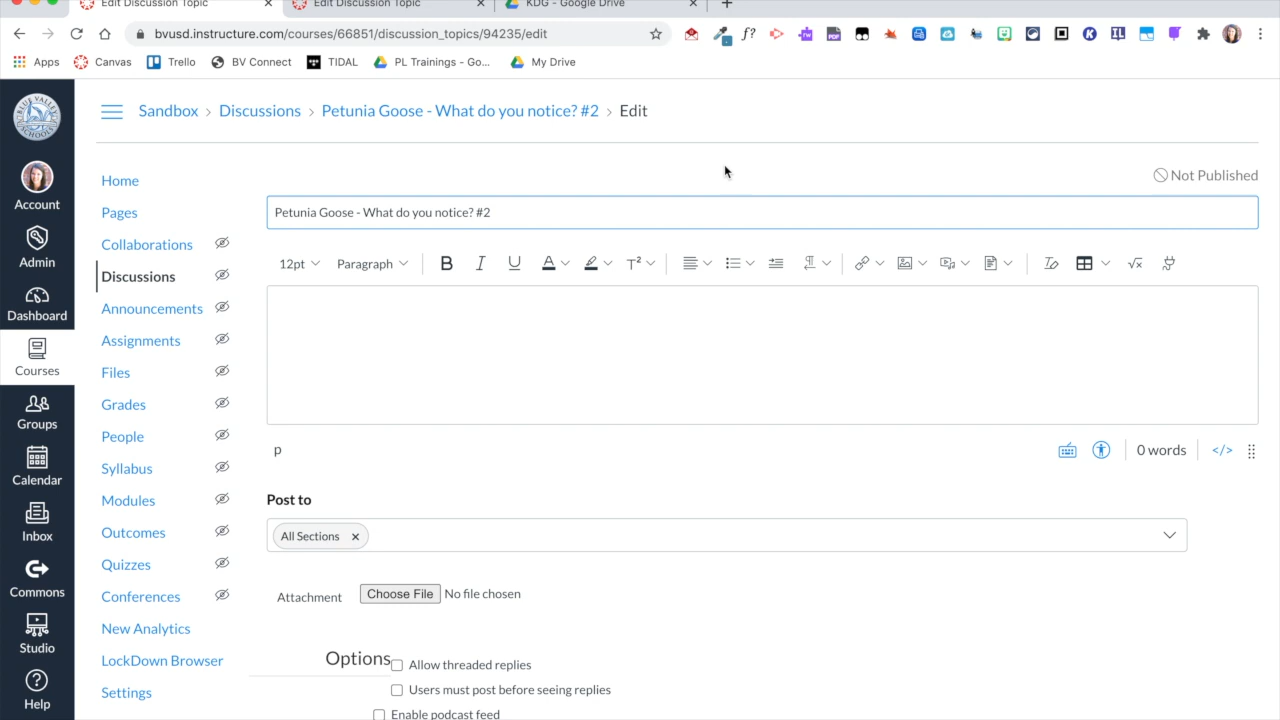 Edit Discussion Topic
Edit Discussion Topic
KDG - Google Drive
bvusd.instructure.com/courses/66851/discussion_topics/94235/edit
Apps
Canvas
Trello
BV Connect
TIDAL
PL Trainings - Go...
My Drive
Sandbox > Discussions > Petunia Goose - What do you notice? #2 > Edit
Account
Admin
Dashboard
Courses
Groups
Calendar
Inbox
Commons
Studio
Help
Home
Pages
Collaborations
Discussions
Announcements
Assignments
Files
Grades
People
Syllabus
Modules
Outcomes
Quizzes
Conferences
New Analytics
LockDown Browser
Settings
Not Published
Petunia Goose - What do you notice? #2
12pt Paragraph B I U A T²
p
0 words </>
Post to
All Sections
Attachment Choose File No file chosen
Options
Allow threaded replies
Users must post before seeing replies
Enable podcast feed